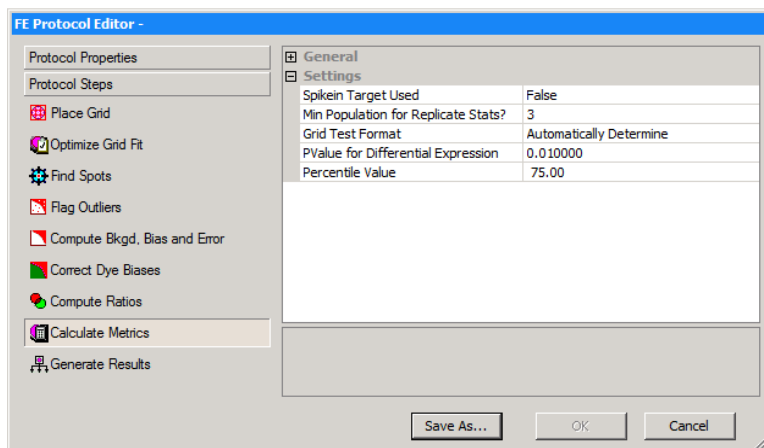 FE Protocol Editor -
Protocol Properties
Protocol Steps
Place Grid
Optimize Grid Fit
Find Spots
Flag Outliers
Compute Bkgd, Bias and Error
Correct Dye Biases
Compute Ratios
Calculate Metrics
Generate Results
General
Settings
Spikein Target Used False
Min Population for Replicate Stats? 3
Grid Test Format Automatically Determine
PValue for Differential Expression 0.010000
Percentile Value 75.00
Save As... OK Cancel